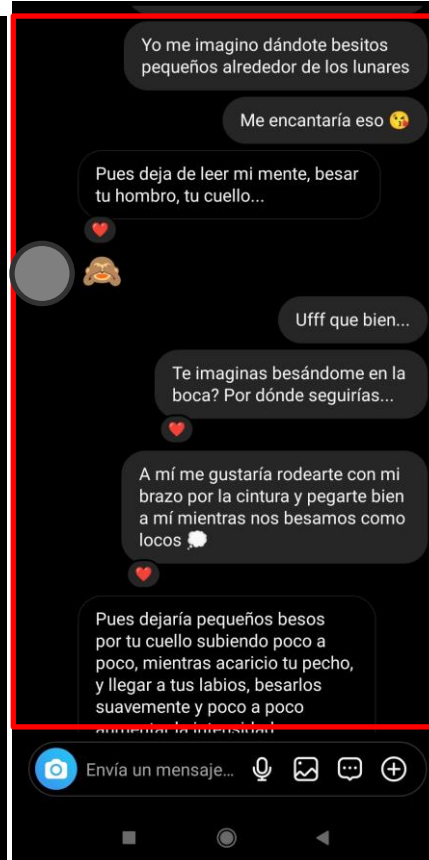 Yo me imagino dándote besitos
pequeños alrededor de los lunares
Me encantaría eso 😘
Pues deja de leer mi mente, besar
tu hombro, tu cuello...
Ufff que bien...
Te imaginas besándome en la
boca? Por dónde seguirías...
A mí me gustaría rodearte con mi
brazo por la cintura y pegarte bien
a mí mientras nos besamos como
locos 💭
Pues dejaría pequeños besos
por tu cuello subiendo poco a
poco, mientras acaricio tu pecho,
y llegar a tus labios, besarlos
suavemente y poco a poco
aumentar la intensidad
Envía un mensaje...